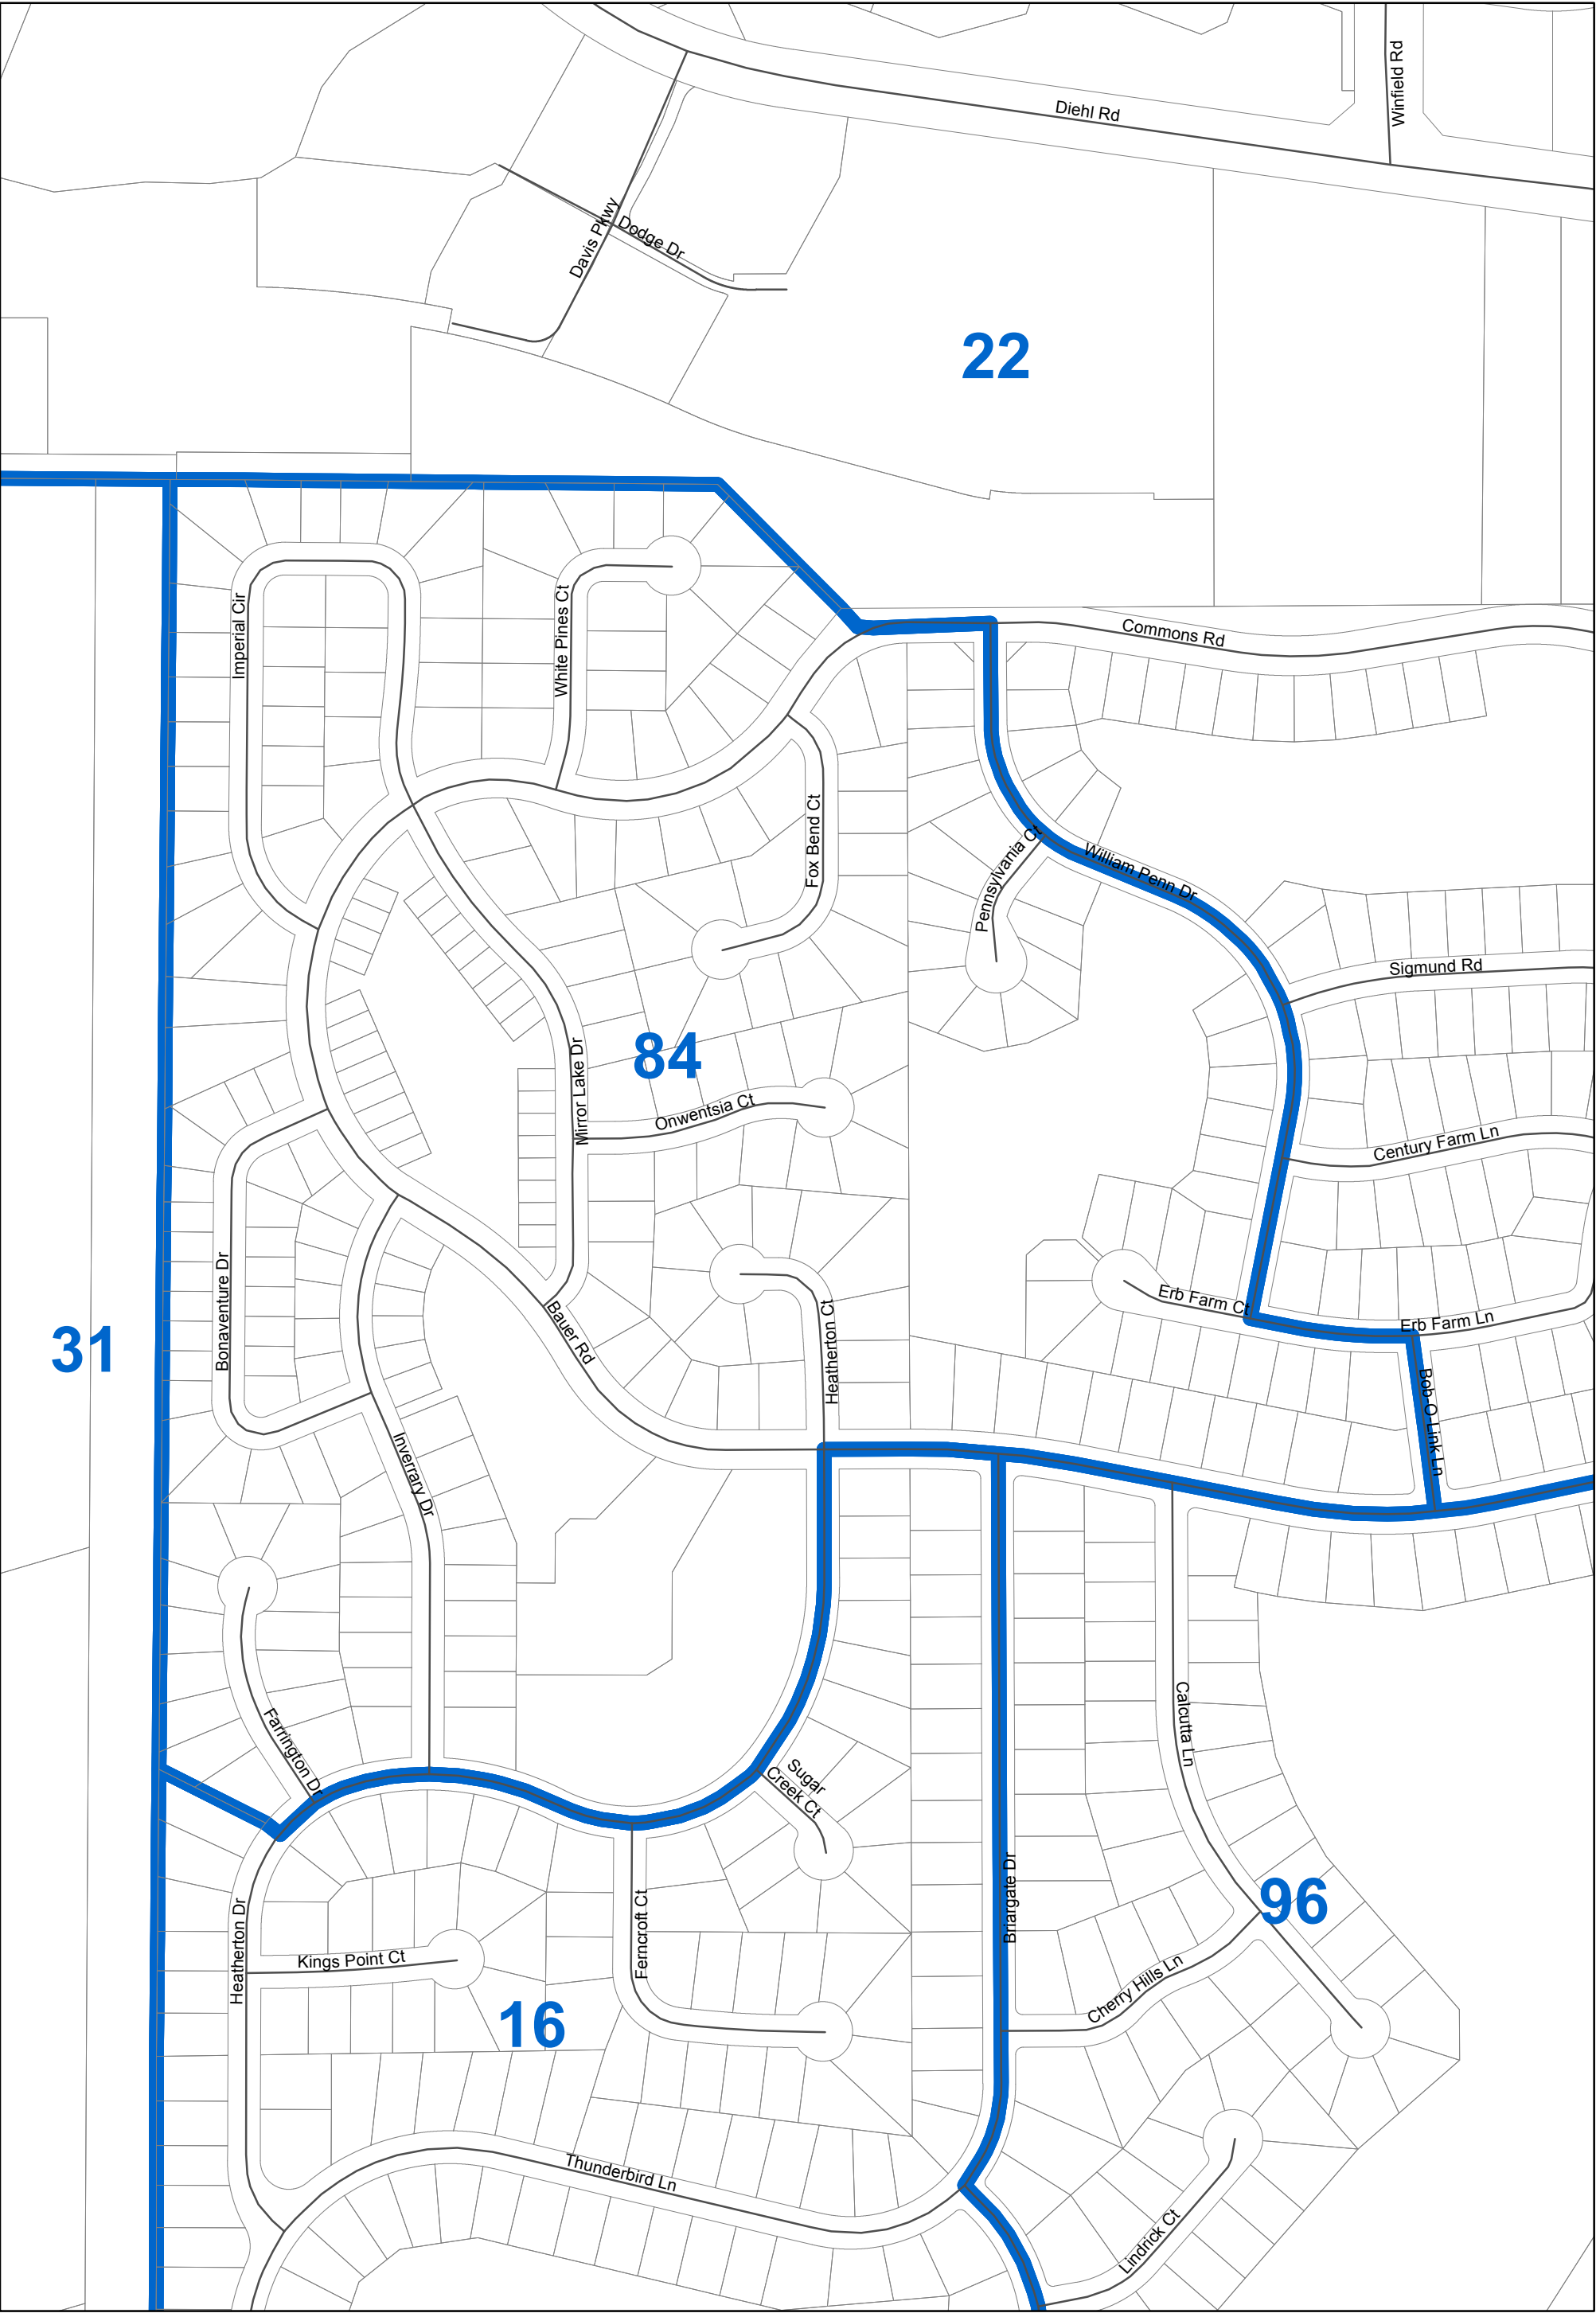 Winfield Rd
Diehl Rd
Davis Pkwy
Dodge Dr
22
Imperial Cir
White Pines Ct
Commons Rd
Fox Bend Ct
Pennsylvania Ct
William Penn Dr
Sigmund Rd
84
Mirror Lake Dr
Onwentsia Ct
Century Farm Ln
Bonaventure Dr
31
Bauer Rd
Heatherton Ct
Erb Farm Ct
Erb Farm Ln
Bob-O-Link Ln
Inverrary Dr
Farrington Dr
Sugar
Creek Ct
Calcutta Ln
Briargate Dr
96
Heatherton Dr
Kings Point Ct
Ferncroft Ct
Cherry Hills Ln
16
Thunderbird Ln
Lindrick Ct